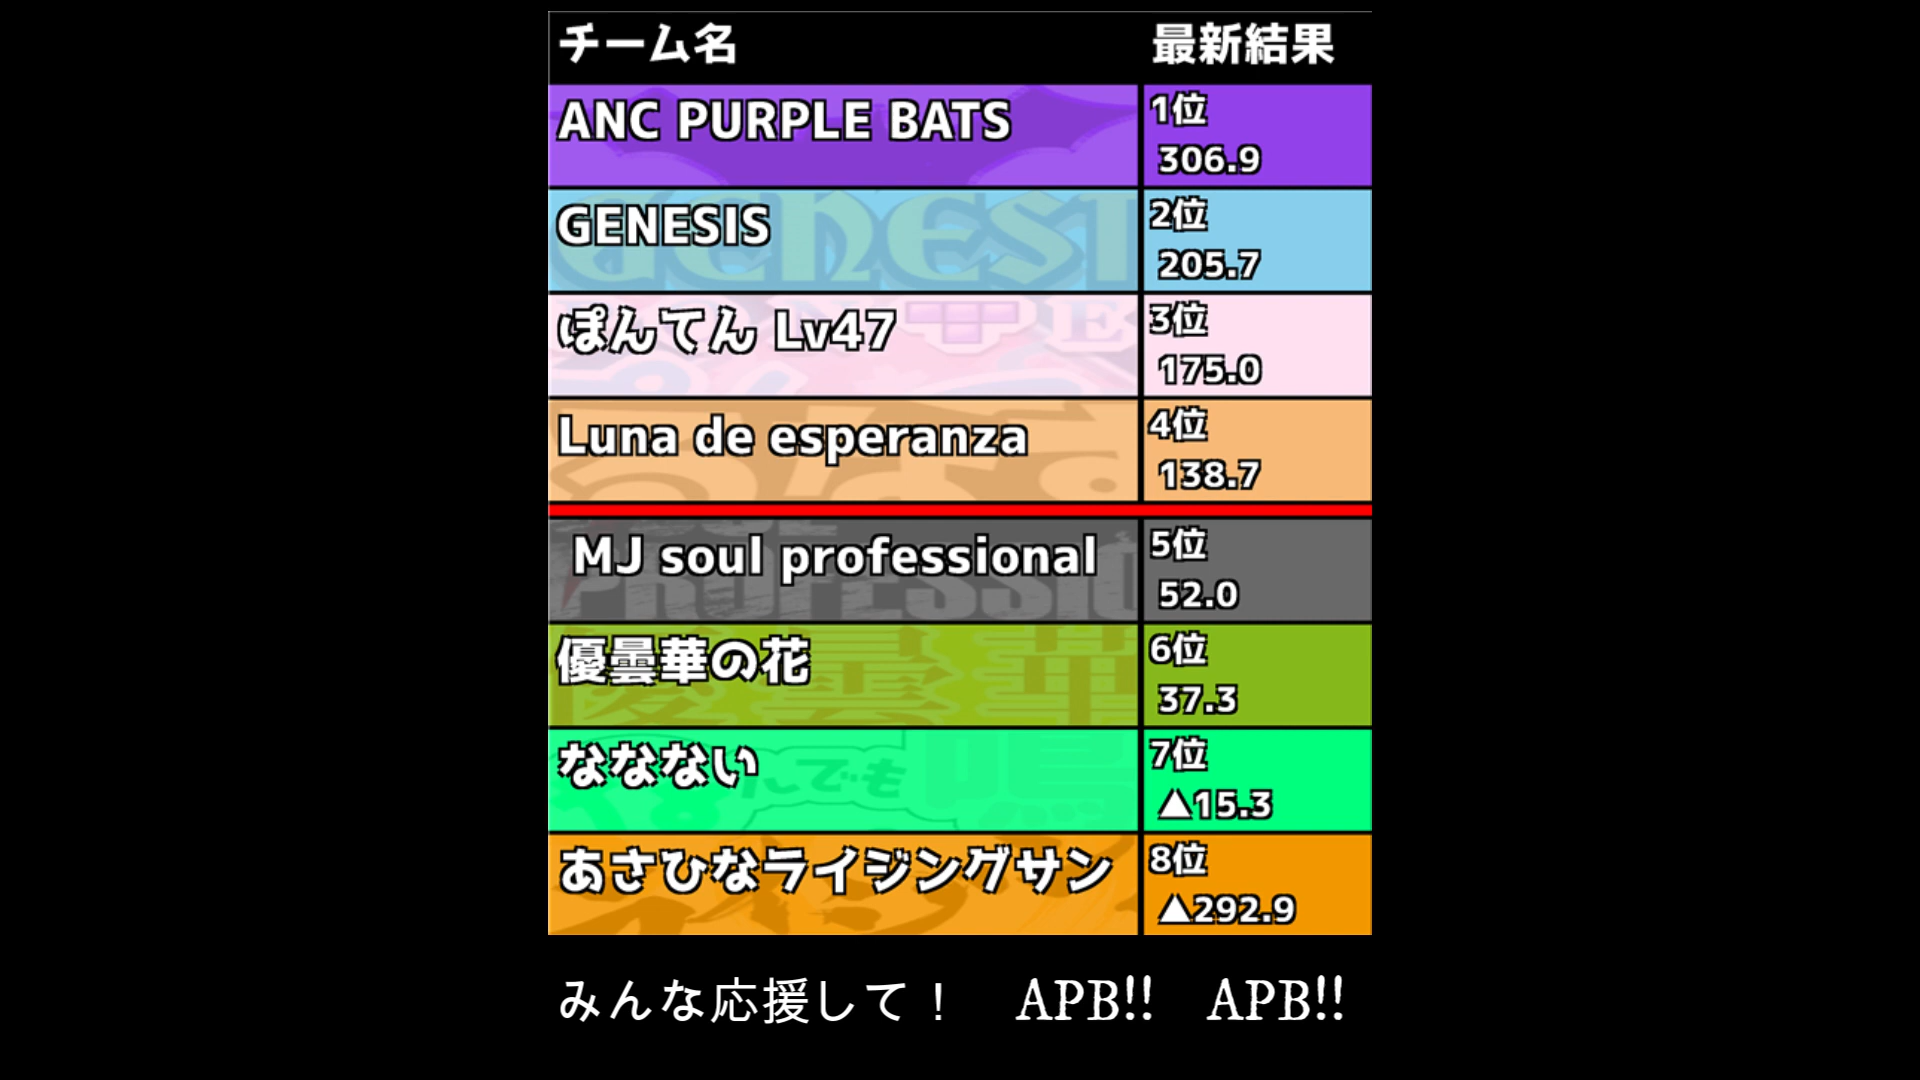 チーム名 最新結果
ANC PURPLE BATS 1位
306.9
GENESIS 2位
205.7
ぽんてん Lv47 3位
175.0
Luna de esperanza 4位
138.7
MJ soul professional 5位
52.0
優曇華の花 6位
37.3
なななない 7位
▲15.3
あさひなライジングサン 8位
▲292.9
みんな応援して！ APB!! APB!!